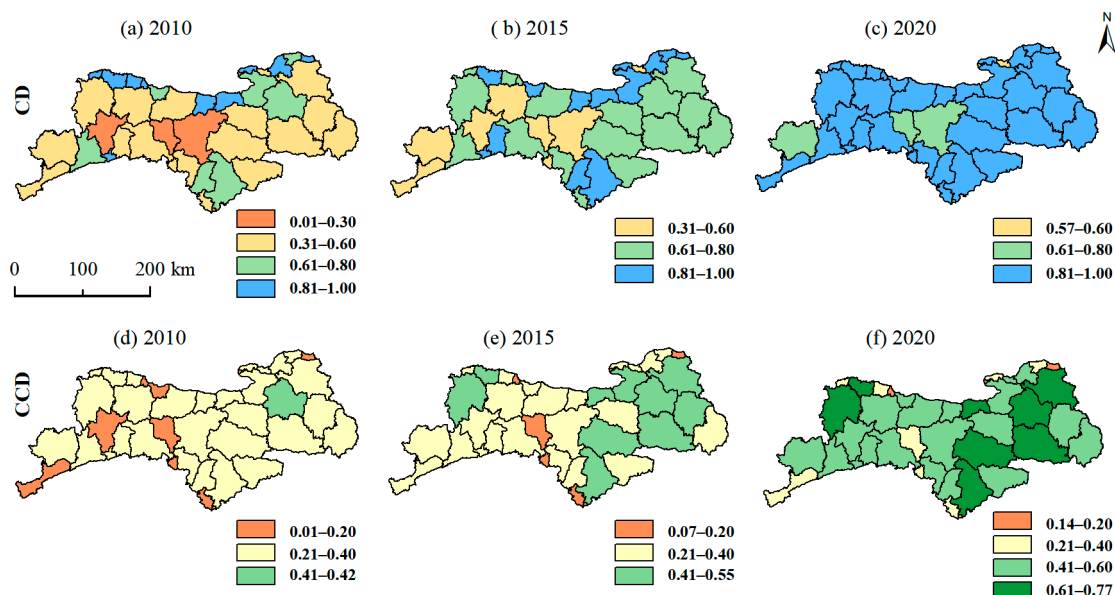 (a) 2010
( b) 2015
(c) 2020
N
CD
0.01–0.30
0.31–0.60
0.61–0.80
0.81–1.00
0 100 200 km
0.31–0.60
0.61–0.80
0.81–1.00
0.57–0.60
0.61–0.80
0.81–1.00
(d) 2010
(e) 2015
(f) 2020
CCD
0.01–0.20
0.21–0.40
0.41–0.42
0.07–0.20
0.21–0.40
0.41–0.55
0.14–0.20
0.21–0.40
0.41–0.60
0.61–0.77